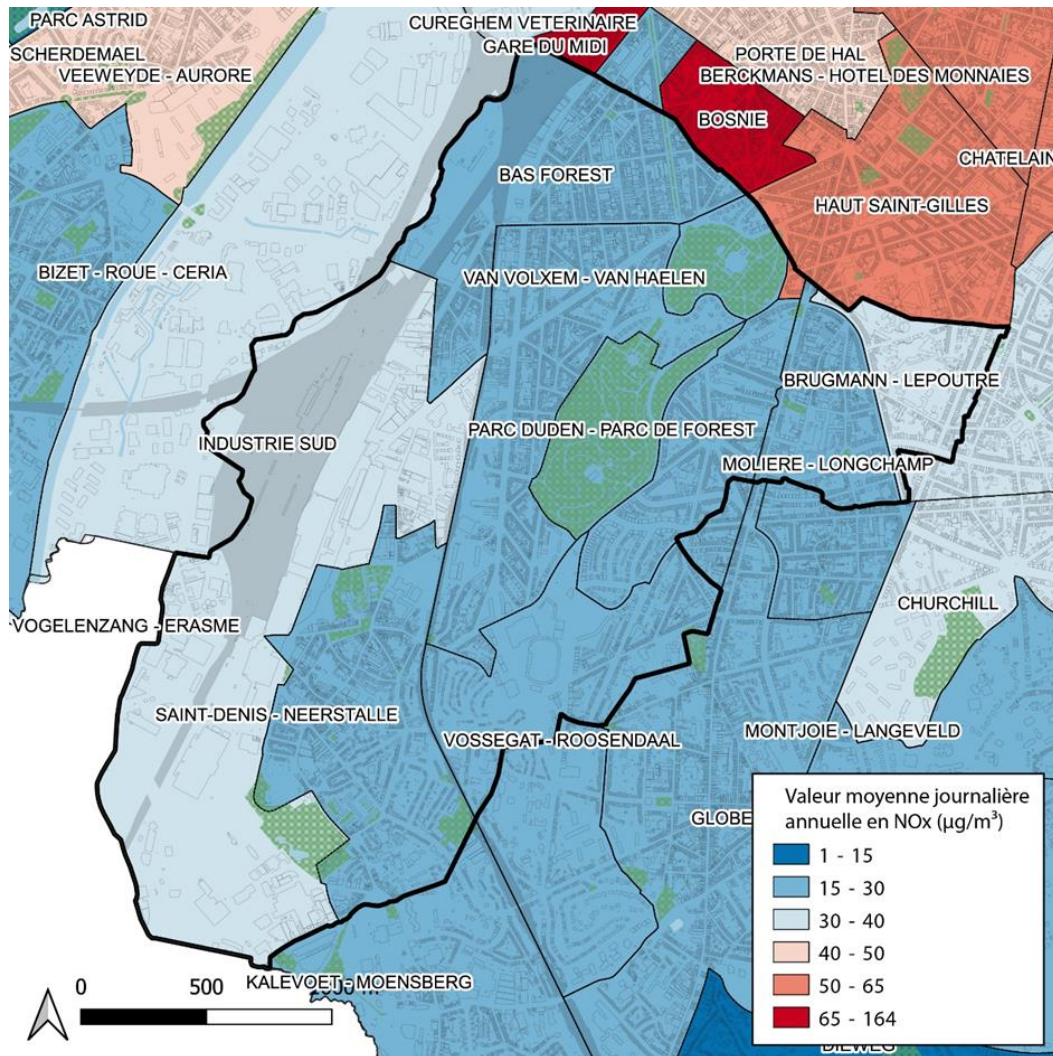 PARC ASTRID
CUREGHEM VETERINAIRE
GARE DU MIDI
SCHERDEMAEL
VEEWEYDE - AURORE
PORTE DE HAL
BERCKMANS - HOTEL DES MONNAIES
BOSNIE
CHATELAIN
BAS FOREST
HAUT SAINT-GILLES
BIZET - ROUE - CERIA
VAN VOLXEM - VAN HAELEN
BRUGMANN - LEPOUTRE
INDUSTRIE SUD
PARC DUDEN - PARC DE FOREST
MOLIERE - LONGCHAMP
CHURCHILL
VOGELENZANG - ERASME
SAINT-DENIS - NEERSTALLE
VOSSEGAT - ROOSENDAAL
MONTJOIE - LANGEVELD
GLOBE
KALEVOET - MOENSBERG
DIEWEG
Valeur moyenne journalière
annuelle en NOx (µg/m³)
1 - 15
15 - 30
30 - 40
40 - 50
50 - 65
65 - 164
0 500 1000 m